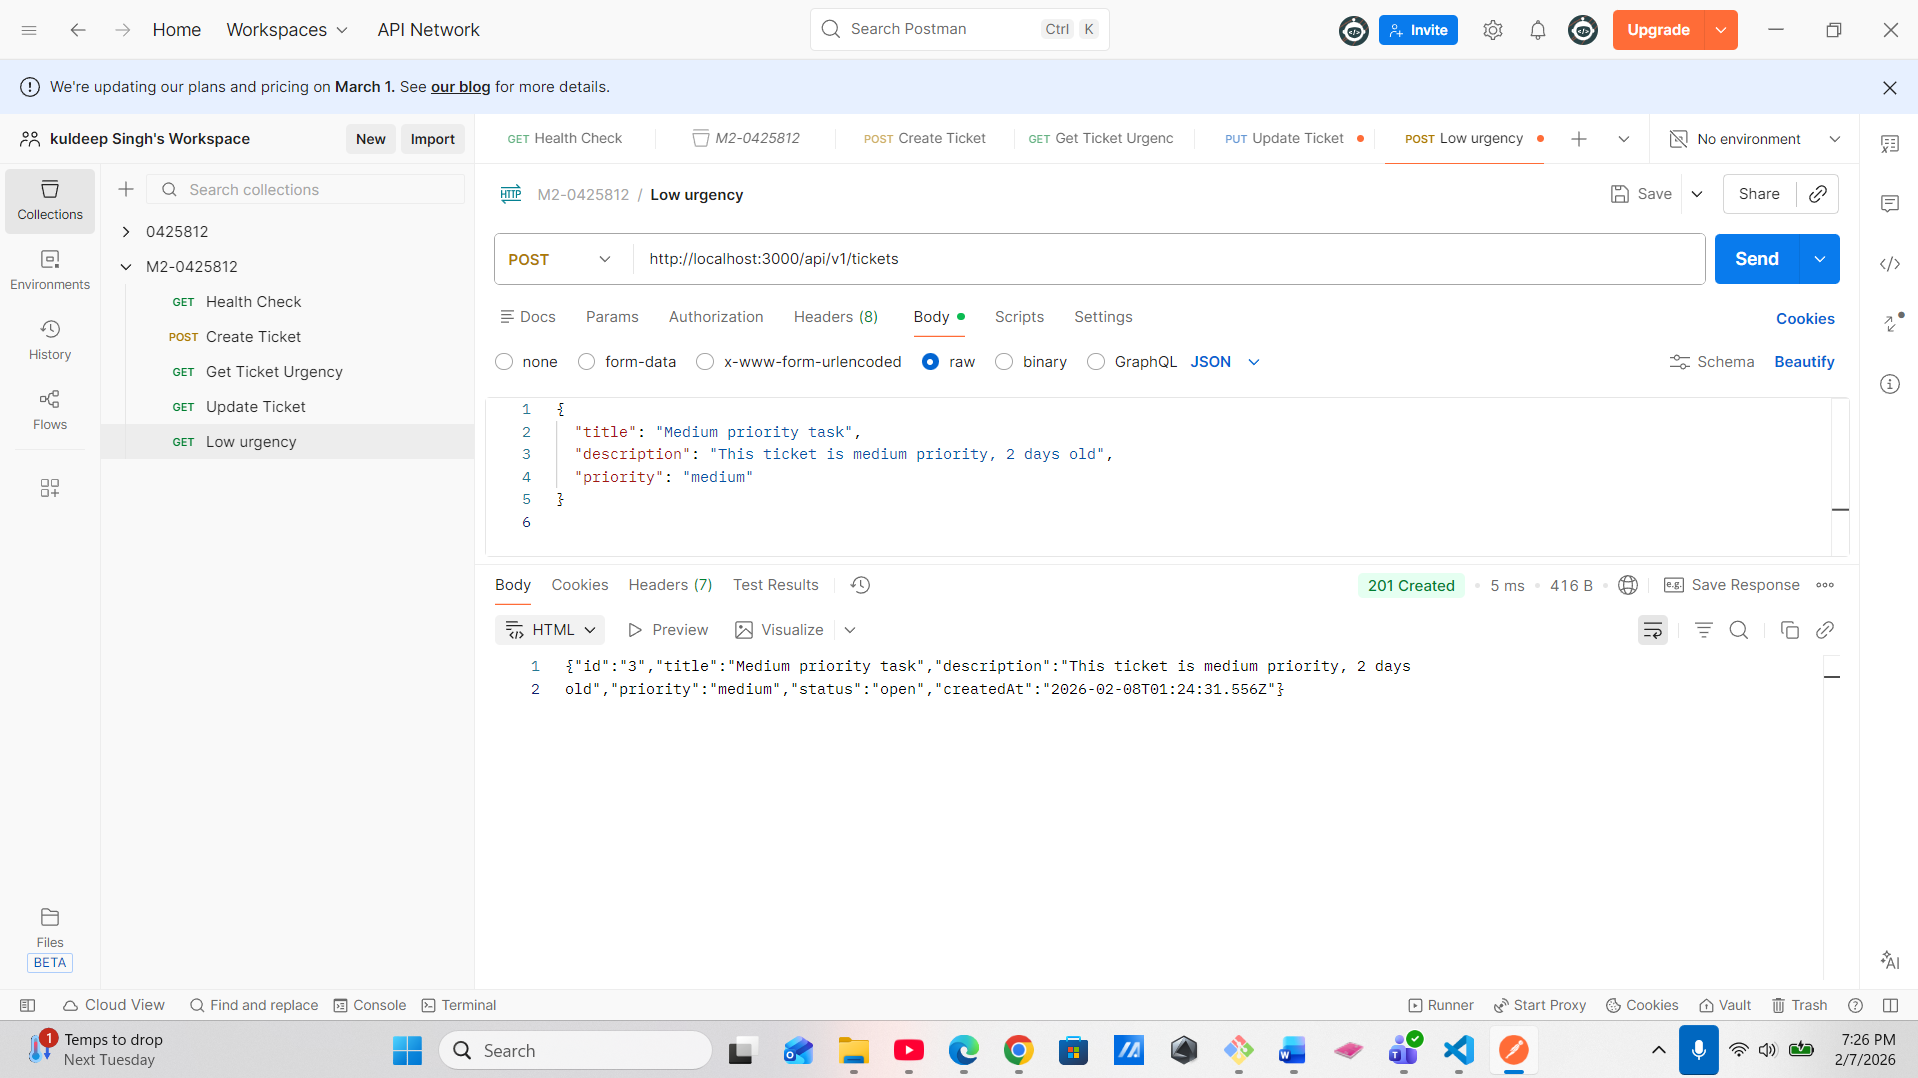 Home
Workspaces
API Network
Search Postman
Ctrl
K
Invite
Upgrade
We're updating our plans and pricing on March 1. See our blog for more details.
kuldeep Singh's Workspace
New
Import
GET Health Check
M2-0425812
POST Create Ticket
GET Get Ticket Urgenc
PUT Update Ticket
POST Low urgency
No environment
Collections
Environments
History
Flows
Files
BETA
Search collections
0425812
M2-0425812
GET Health Check
POST Create Ticket
GET Get Ticket Urgency
GET Update Ticket
GET Low urgency
HTTP
M2-0425812 / Low urgency
Save
Share
POST
http://localhost:3000/api/v1/tickets
Send
Docs
Params
Authorization
Headers (8)
Body
Scripts
Settings
Cookies
none
form-data
x-www-form-urlencoded
raw
binary
GraphQL
JSON
Schema
Beautify
1 {
2 "title": "Medium priority task",
3 "description": "This ticket is medium priority, 2 days old",
4 "priority": "medium"
5 }
6
Body
Cookies
Headers (7)
Test Results
201 Created
5 ms
416 B
e.g.
Save Response
HTML
Preview
Visualize
1 {"id":"3","title":"Medium priority task","description":"This ticket is medium priority, 2 days
2 old","priority":"medium","status":"open","createdAt":"2026-02-08T01:24:31.556Z"}
AI
Cloud View
Find and replace
Console
Terminal
Runner
Start Proxy
Cookies
Vault
Trash
1
Temps to drop
Next Tuesday
Search
7:26 PM
2/7/2026